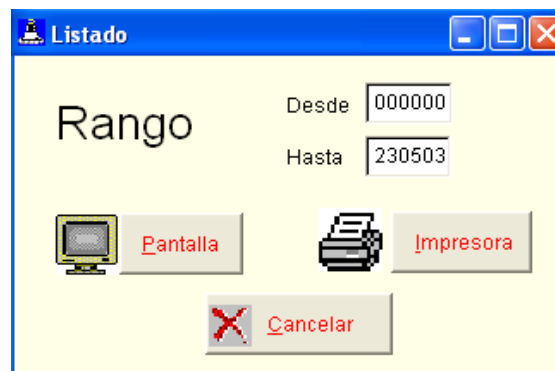 Listado
Rango
Desde 000000
Hasta 230503
Pantalla
Impresora
Cancelar